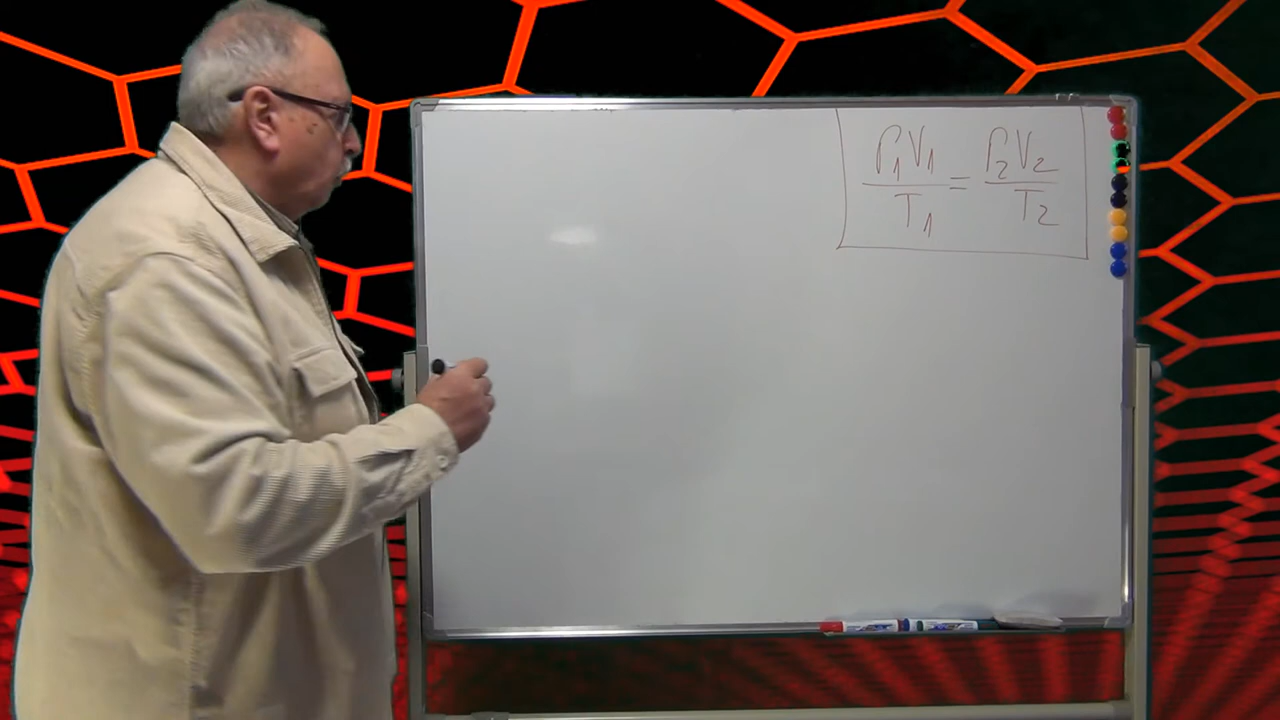 P₁V₁/T₁ = P₂V₂/T₂